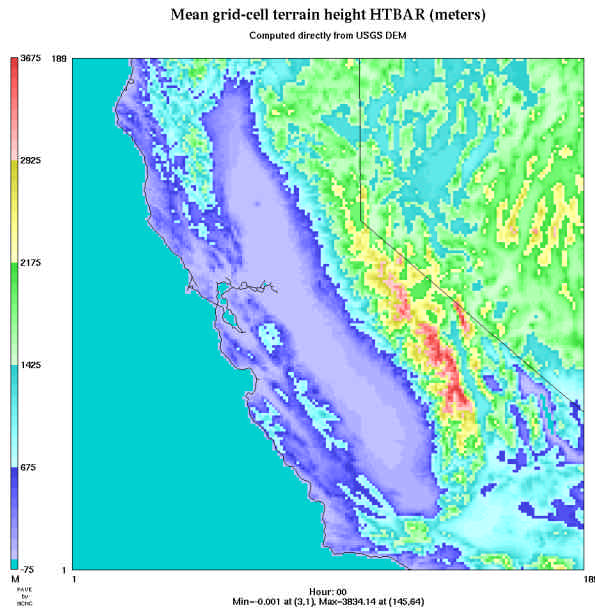 Mean grid-cell terrain height HTBAR (meters)
Computed directly from USGS DEM
3675
2825
2175
1425
675
-75
M
PAVE
by
MCNC
189
1
1
189
Hour: 00
Min=-0.001 at (3,1), Max=3834.14 at (145,64)